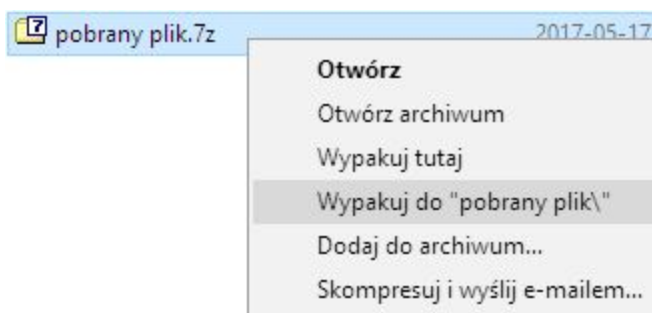 pobrany plik.7z 2017-05-17
Otwórz
Otwórz archiwum
Wypakuj tutaj
Wypakuj do "pobrany plik\"
Dodaj do archiwum...
Skompresuj i wyślij e-mailem...